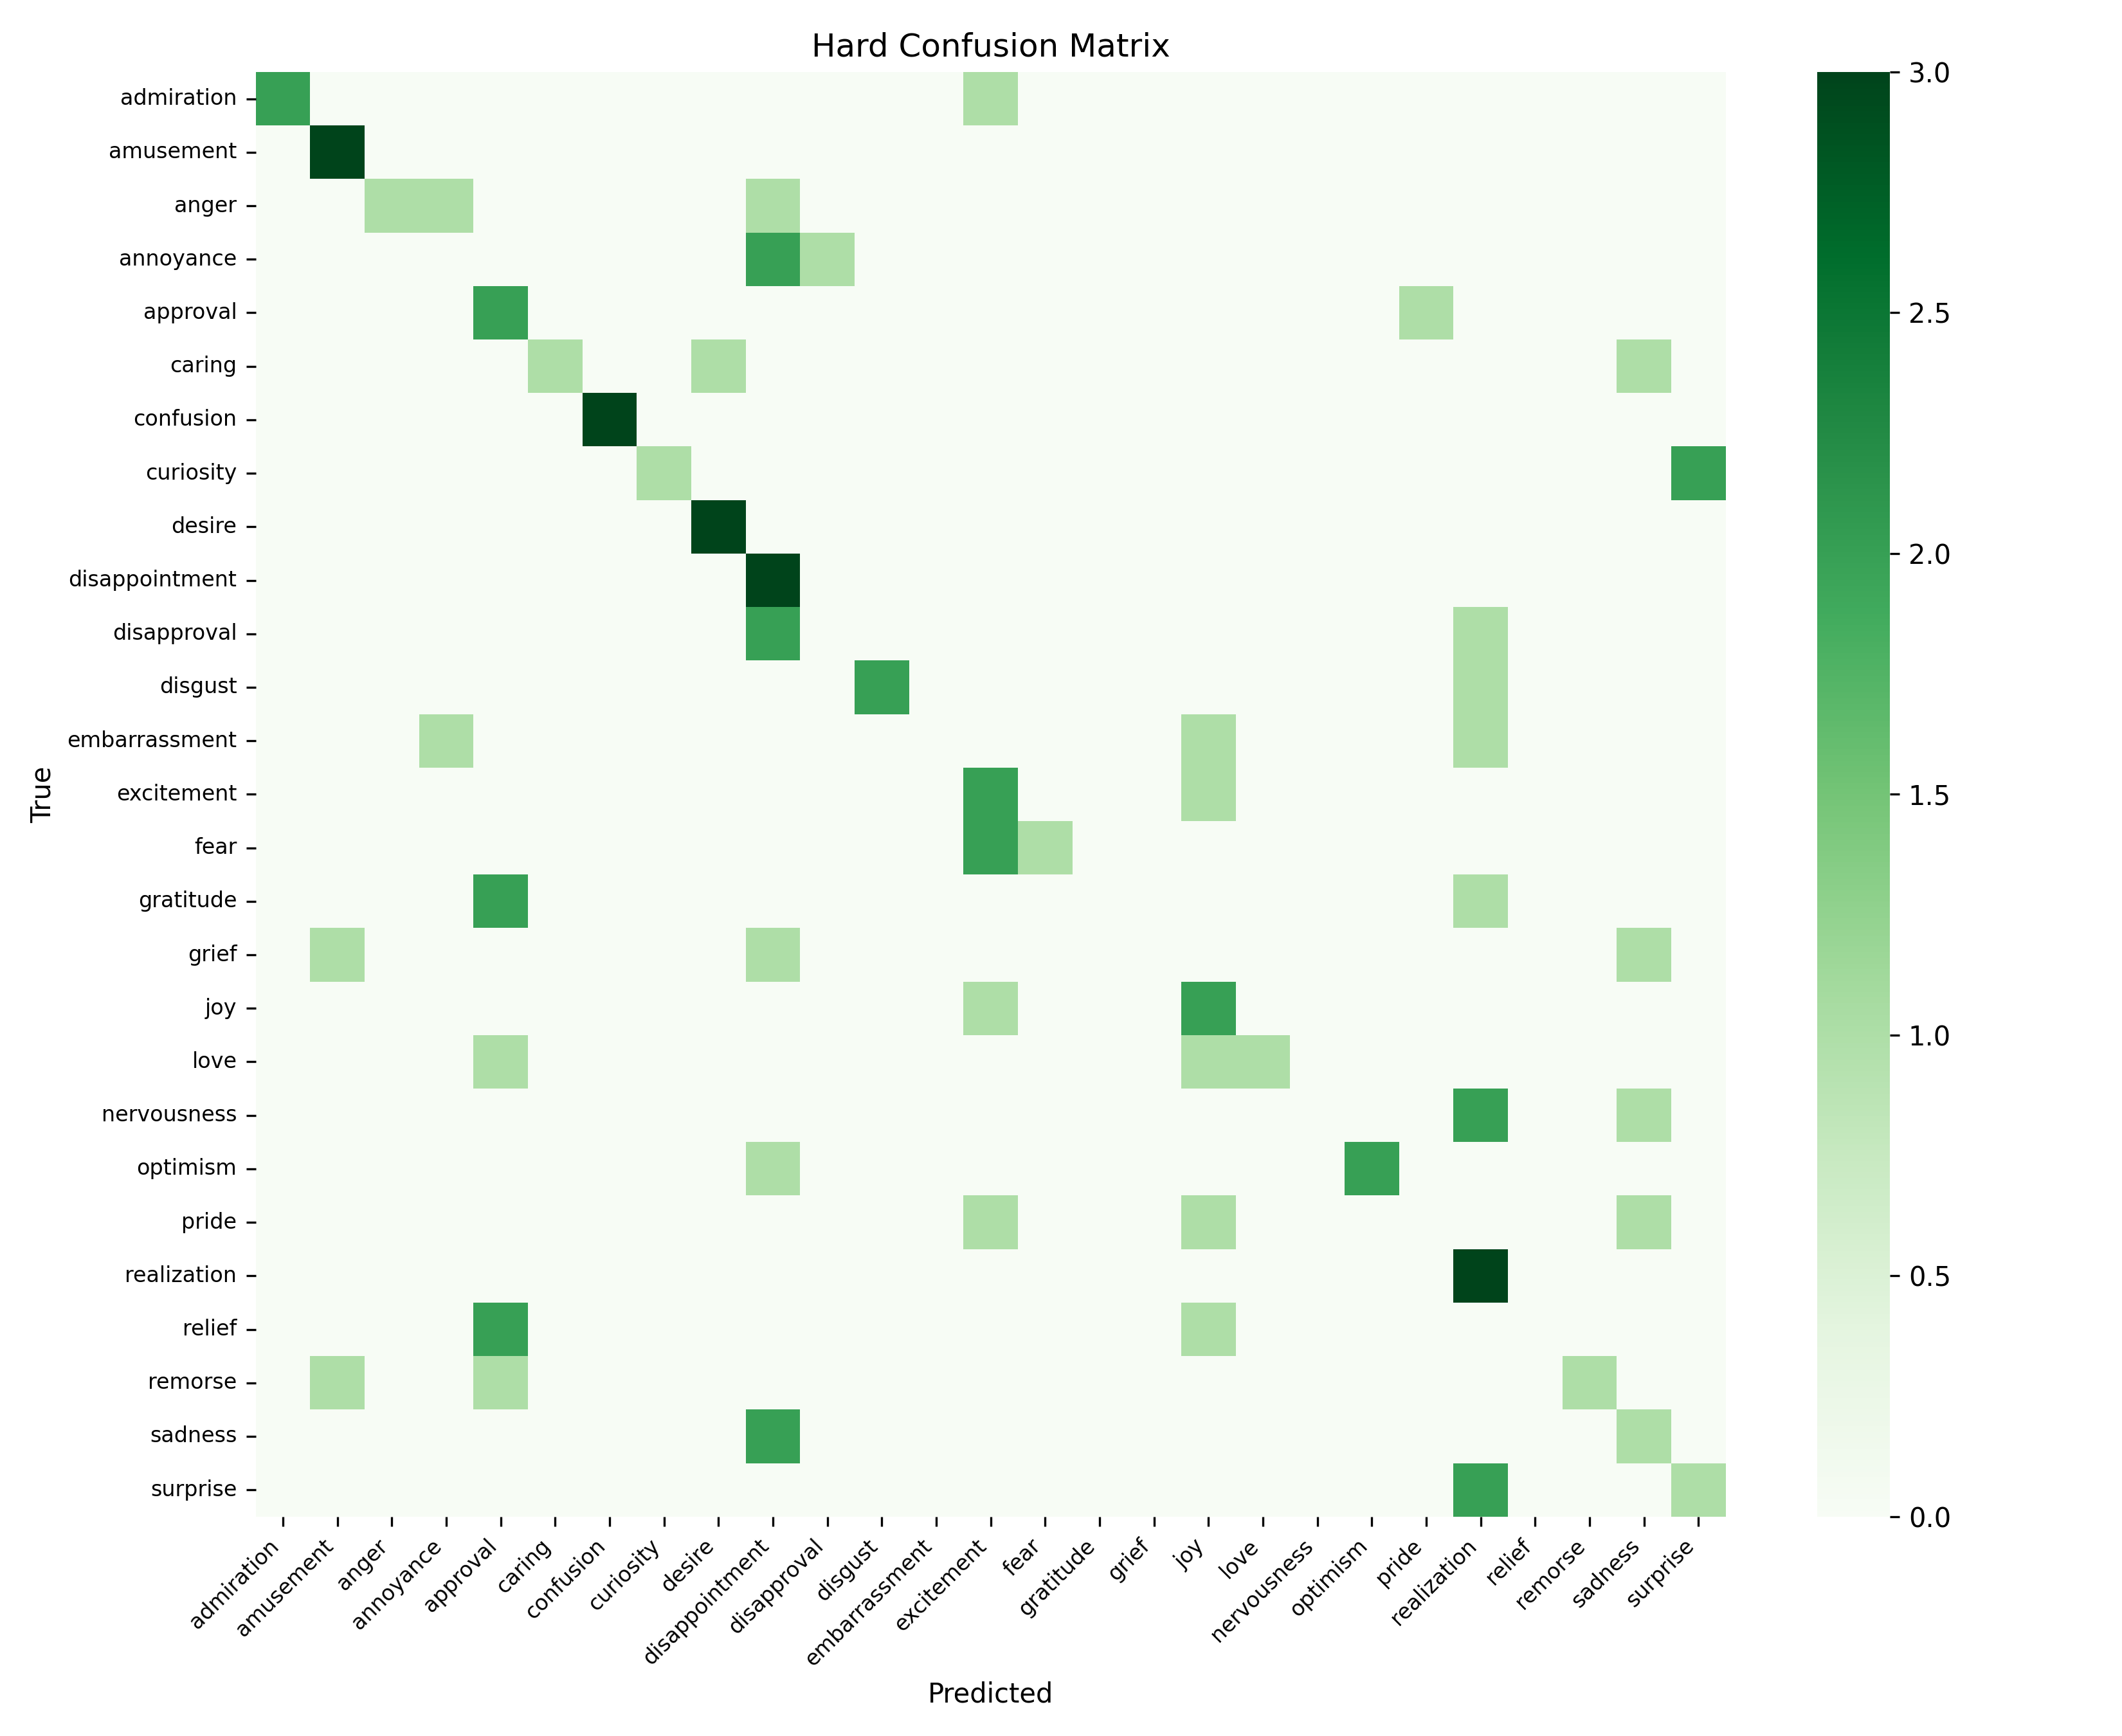 Hard Confusion Matrix
True
admiration
amusement
anger
annoyance
approval
caring
confusion
curiosity
desire
disappointment
disapproval
disgust
embarrassment
excitement
fear
gratitude
grief
joy
love
nervousness
optimism
pride
realization
relief
remorse
sadness
surprise
admiration
amusement
anger
annoyance
approval
caring
confusion
curiosity
desire
disappointment
disapproval
disgust
embarrassment
excitement
fear
gratitude
grief
joy
love
nervousness
optimism
pride
realization
relief
remorse
sadness
surprise
Predicted
3.0
2.5
2.0
1.5
1.0
0.5
0.0